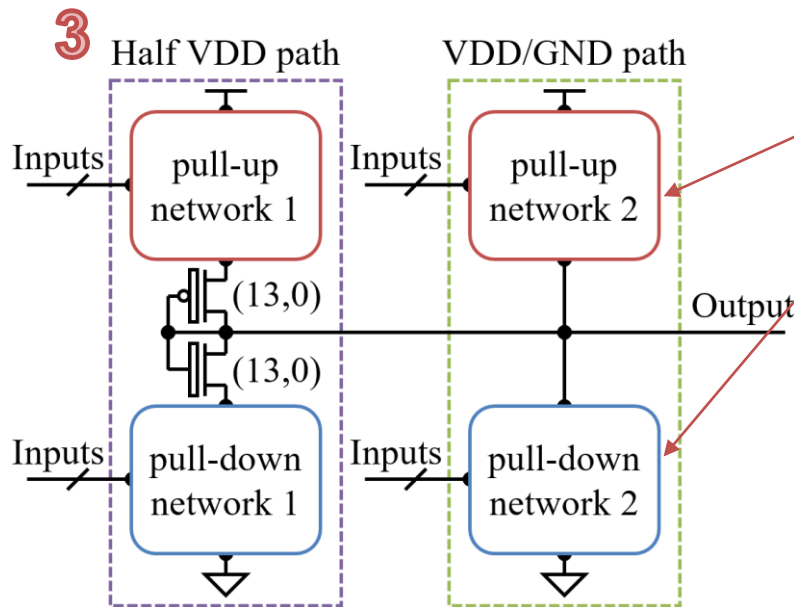 3
Half VDD path
VDD/GND path
Inputs
pull-up
network 1
Inputs
pull-up
network 2
(13,0)
Output
(13,0)
Inputs
pull-down
network 1
Inputs
pull-down
network 2